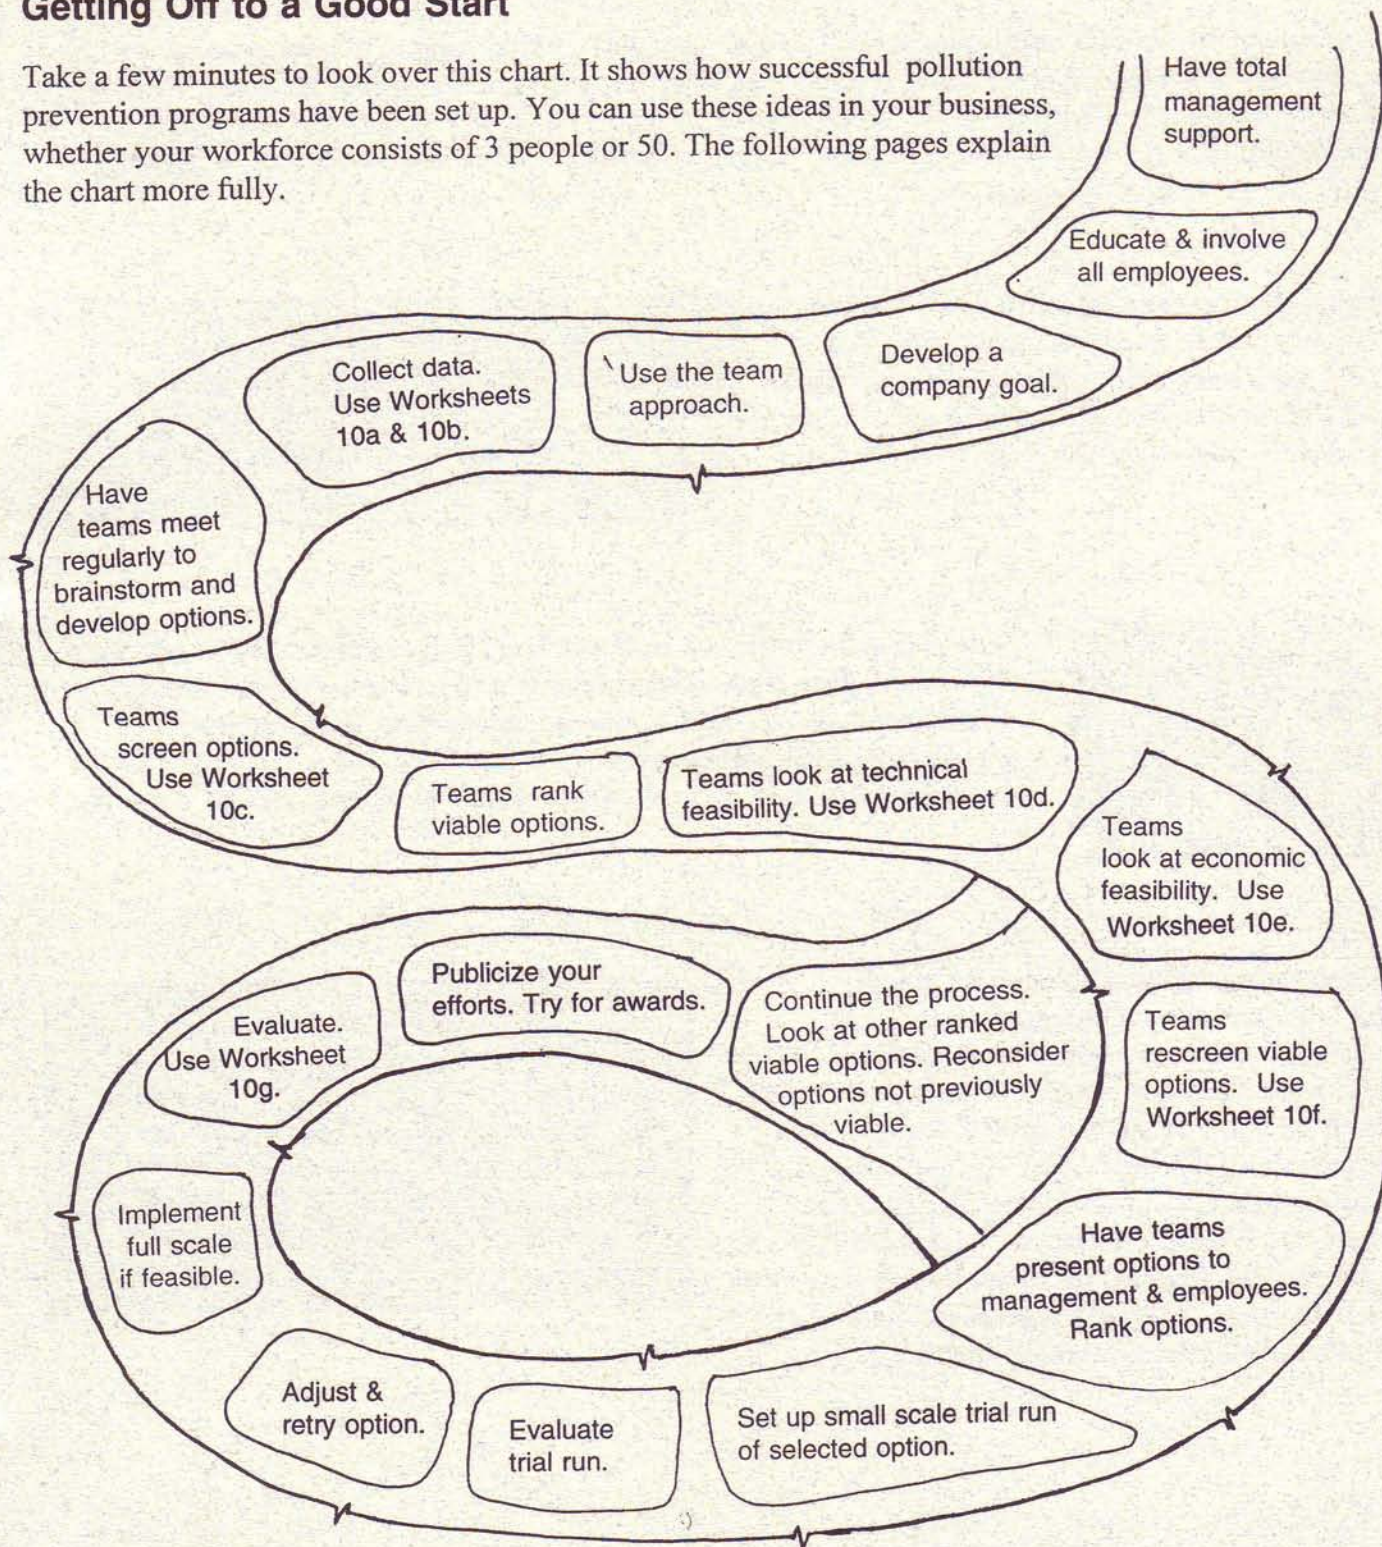 Getting Off to a Good Start
Take a few minutes to look over this chart. It shows how successful pollution
prevention programs have been set up. You can use these ideas in your business,
whether your workforce consists of 3 people or 50. The following pages explain
the chart more fully.
Have total
management
support.
Educate & involve
all employees.
Develop a
company goal.
Use the team
approach.
Collect data.
Use Worksheets
10a & 10b.
Have
teams meet
regularly to
brainstorm and
develop options.
Teams
screen options.
Use Worksheet
10c.
Teams rank
viable options.
Teams look at technical
feasibility. Use Worksheet 10d.
Teams
look at economic
feasibility. Use
Worksheet 10e.
Teams
rescreen viable
options. Use
Worksheet 10f.
Have teams
present options to
management & employees.
Rank options.
Set up small scale trial run
of selected option.
Evaluate
trial run.
Adjust &
retry option.
Implement
full scale
if feasible.
Evaluate.
Use Worksheet
10g.
Publicize your
efforts. Try for awards.
Continue the process.
Look at other ranked
viable options. Reconsider
options not previously
viable.